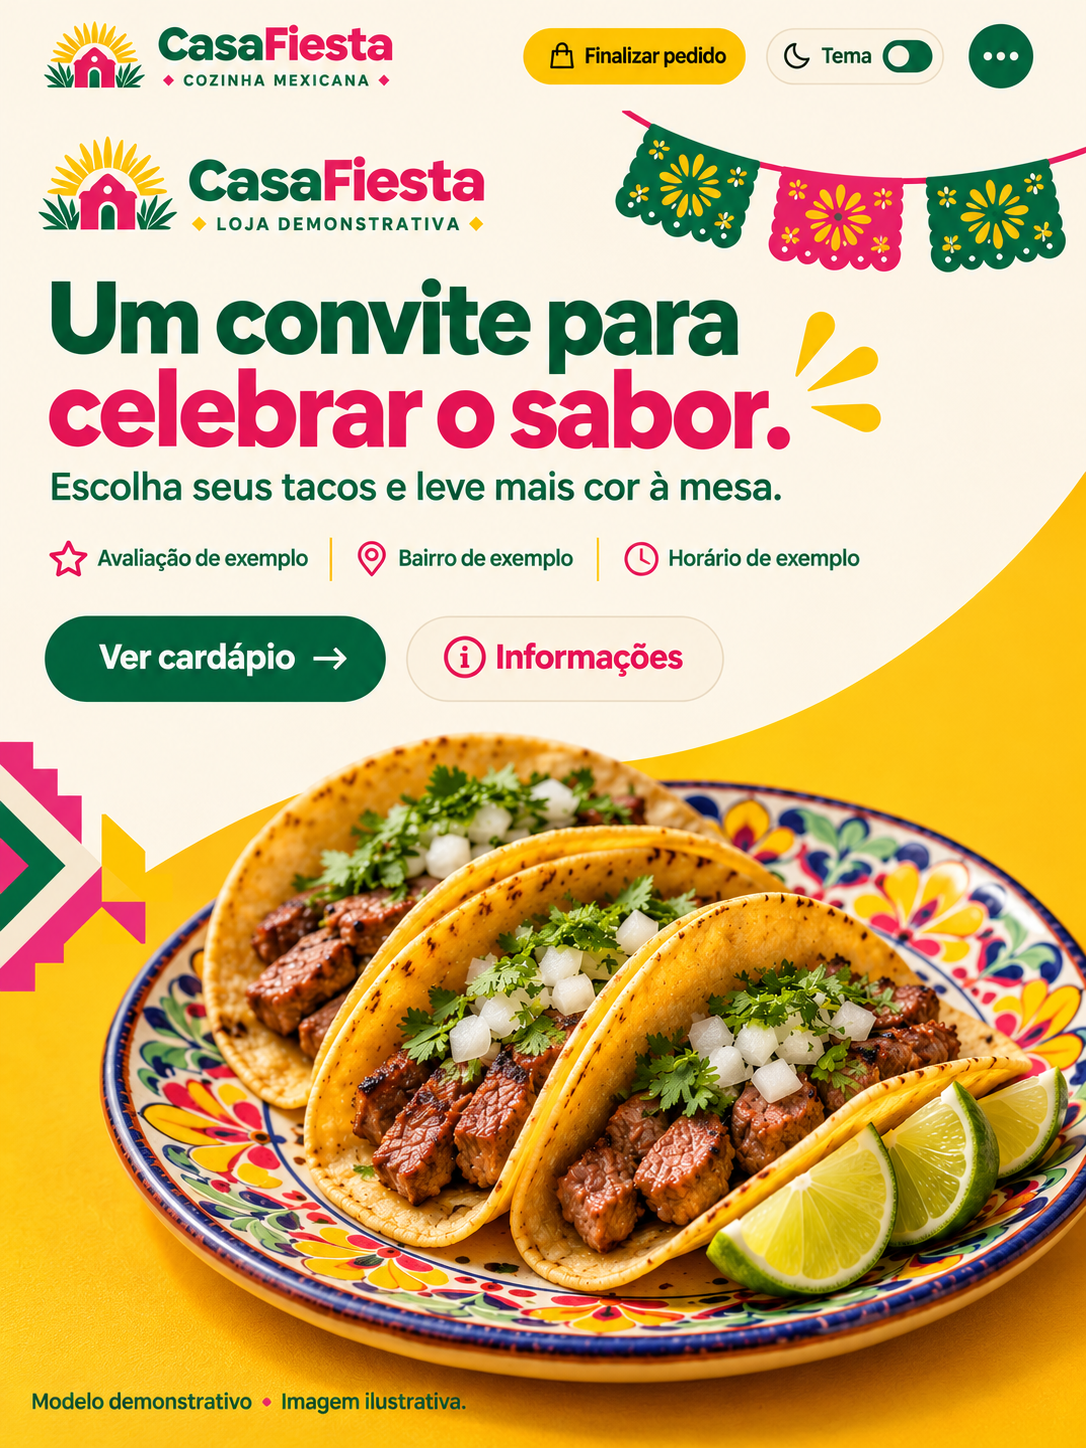 CasaFiesta
COZINHA MEXICANA
Finalizar pedido
Tema
CasaFiesta
LOJA DEMONSTRATIVA
Um convite para
celebrar o sabor.
Escolha seus tacos e leve mais cor à mesa.
Avaliação de exemplo
Bairro de exemplo
Horário de exemplo
Ver cardápio →
Informações
Modelo demonstrativo • Imagem ilustrativa.